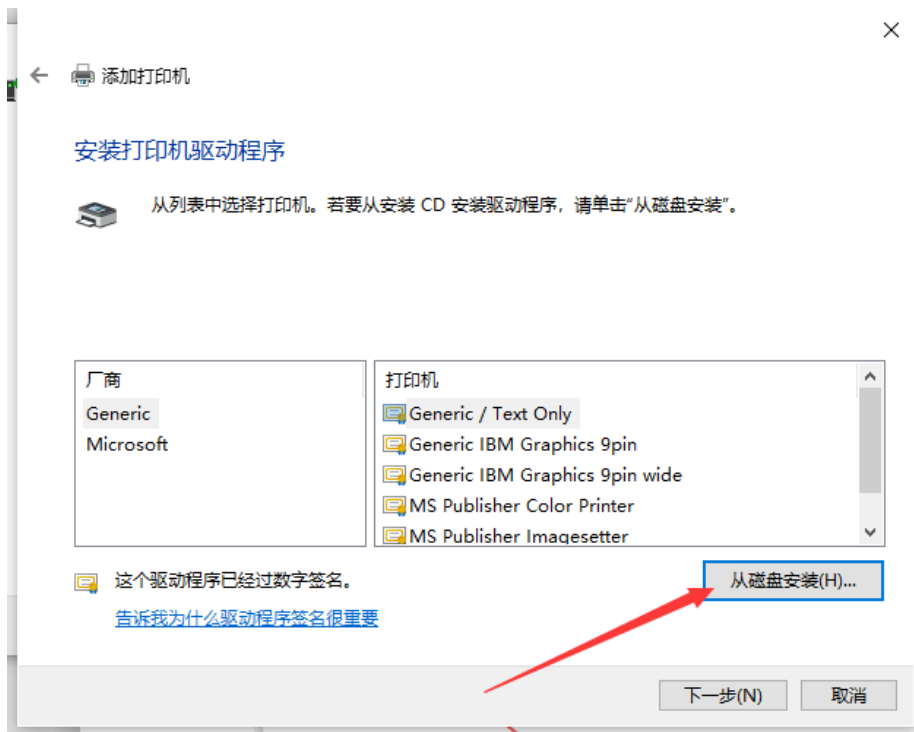 添加打印机
安装打印机驱动程序
从列表中选择打印机。若要从安装 CD 安装驱动程序，请单击“从磁盘安装”。
厂商
Generic
Microsoft
打印机
Generic / Text Only
Generic IBM Graphics 9pin
Generic IBM Graphics 9pin wide
MS Publisher Color Printer
MS Publisher Imagesetter
这个驱动程序已经过数字签名。
从磁盘安装(H)...
告诉我为什么驱动程序签名很重要
下一步(N)
取消